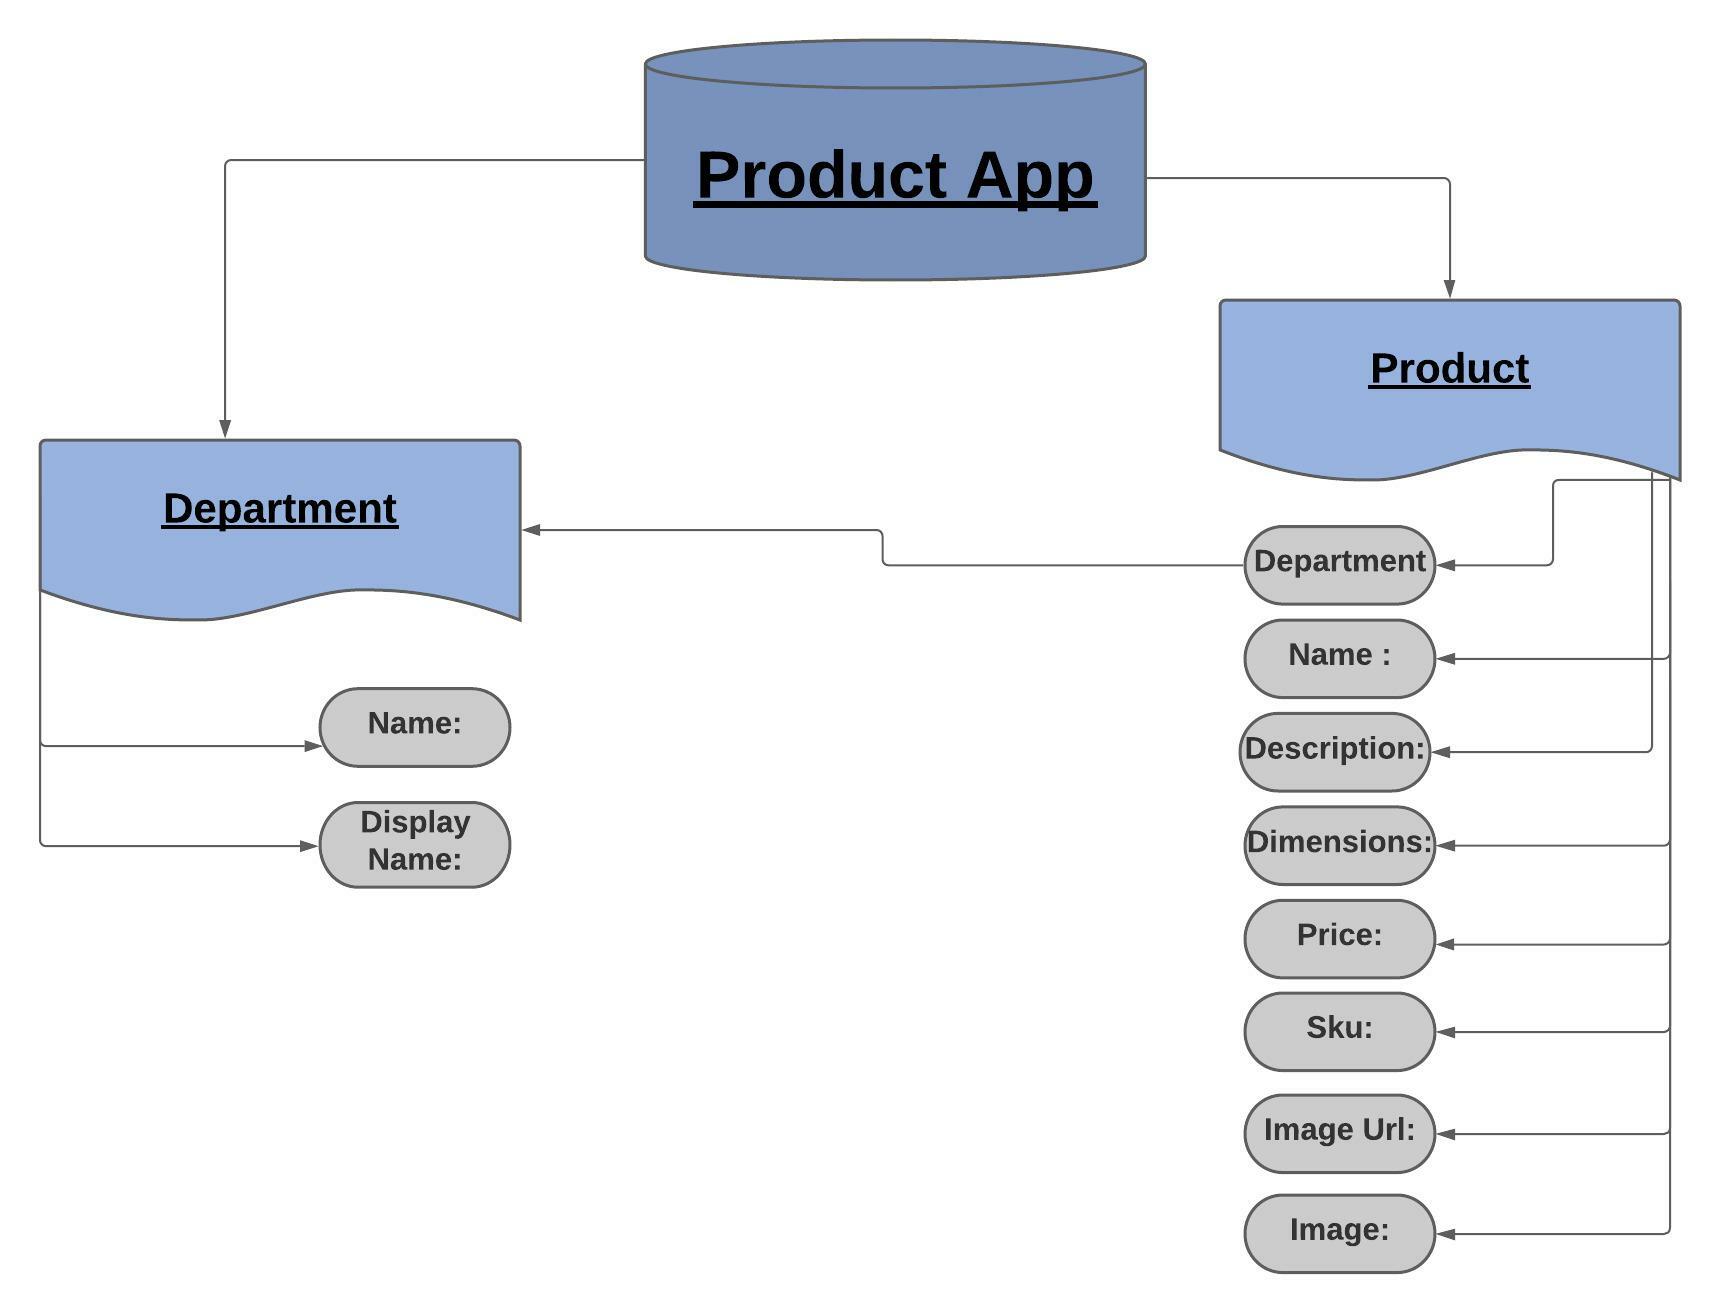 Product App
Product
Department
Department
Name :
Name:
Description:
Display
Name:
Dimensions:
Price:
Sku:
Image Url:
Image: